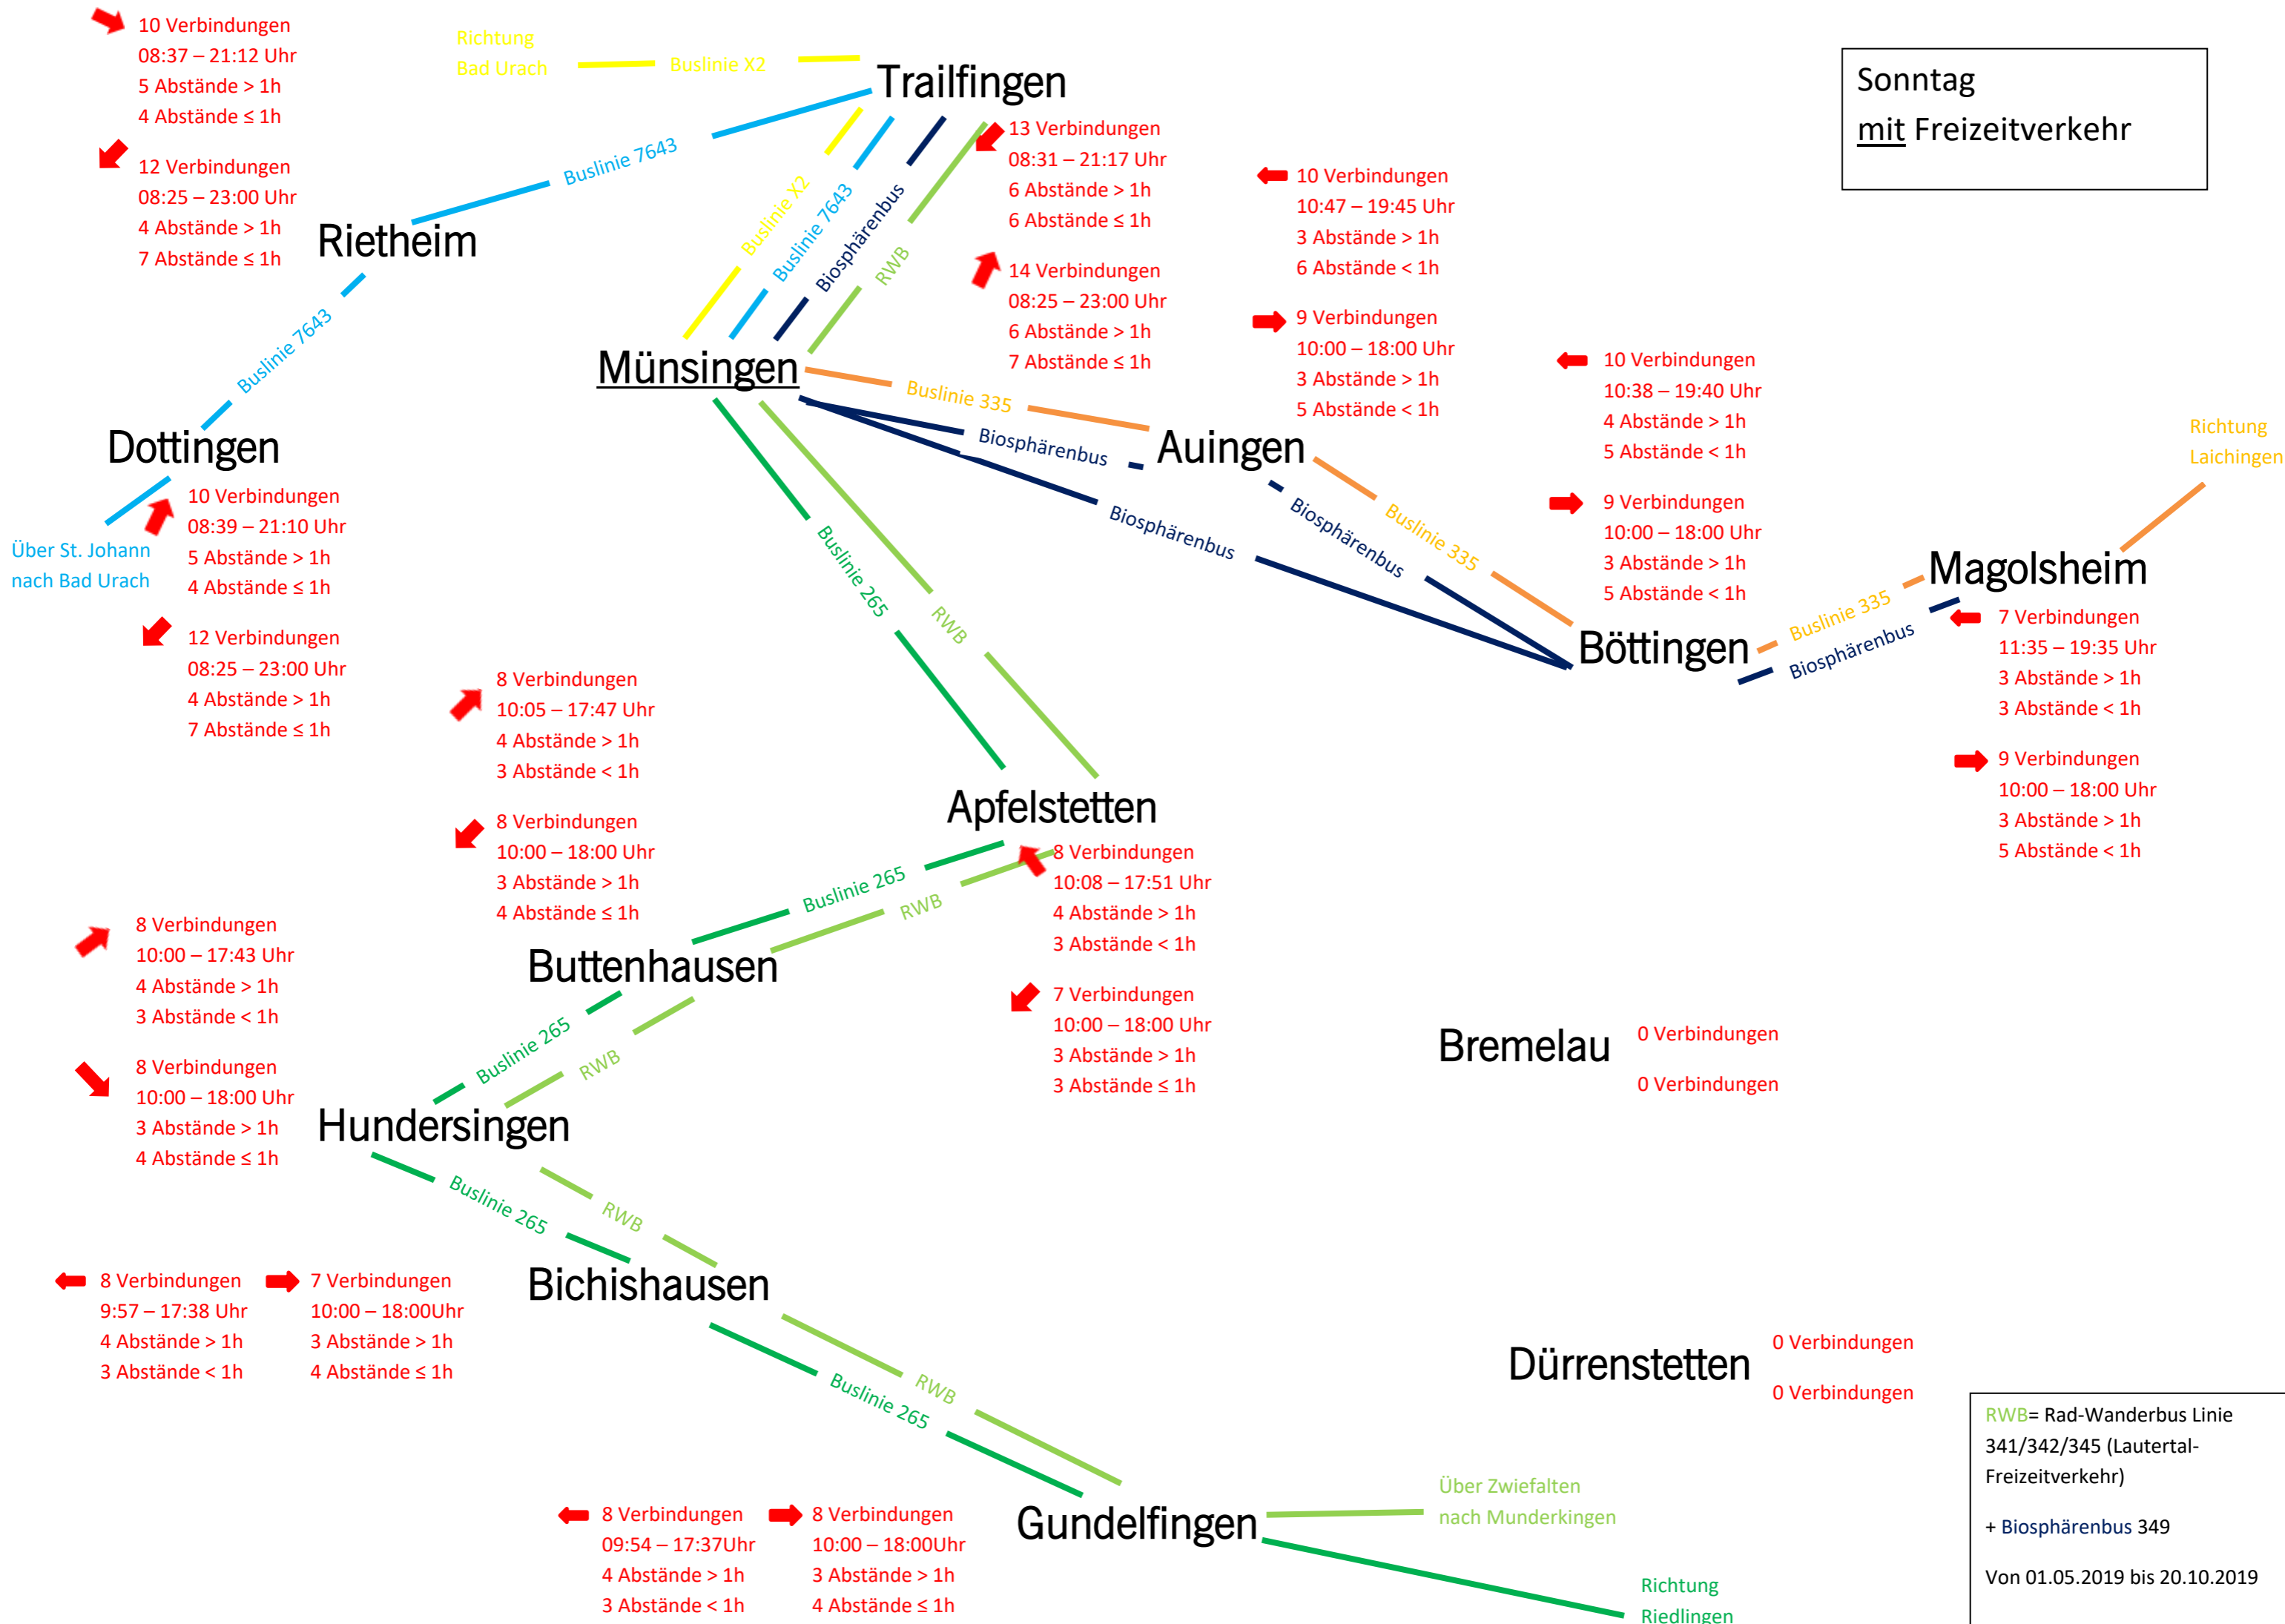 10 Verbindungen
08:37 – 21:12 Uhr
5 Abstände > 1h
4 Abstände ≤ 1h
12 Verbindungen
08:25 – 23:00 Uhr
4 Abstände > 1h
7 Abstände ≤ 1h
Rietheim
Richtung
Bad Urach
Buslinie X2
Trailfingen
Sonntag
mit Freizeitverkehr
13 Verbindungen
08:31 – 21:17 Uhr
6 Abstände > 1h
6 Abstände ≤ 1h
14 Verbindungen
08:25 – 23:00 Uhr
6 Abstände > 1h
7 Abstände ≤ 1h
Buslinie 7643
Buslinie X2
Buslinie 7643
Biosphärenbus
RWB
10 Verbindungen
10:47 – 19:45 Uhr
3 Abstände > 1h
6 Abstände < 1h
9 Verbindungen
10:00 – 18:00 Uhr
3 Abstände > 1h
5 Abstände < 1h
Buslinie 7643
Münsingen
Buslinie 335
Biosphärenbus
Auingen
10 Verbindungen
10:38 – 19:40 Uhr
4 Abstände > 1h
5 Abstände < 1h
9 Verbindungen
10:00 – 18:00 Uhr
3 Abstände > 1h
5 Abstände < 1h
Richtung
Laichingen
Dottingen
10 Verbindungen
08:39 – 21:10 Uhr
5 Abstände > 1h
4 Abstände ≤ 1h
12 Verbindungen
08:25 – 23:00 Uhr
4 Abstände > 1h
7 Abstände ≤ 1h
Über St. Johann
nach Bad Urach
Buslinie 265
RWB
Biosphärenbus
Biosphärenbus
Buslinie 335
Böttingen
Buslinie 335
Biosphärenbus
Magolsheim
7 Verbindungen
11:35 – 19:35 Uhr
3 Abstände > 1h
3 Abstände < 1h
9 Verbindungen
10:00 – 18:00 Uhr
3 Abstände > 1h
5 Abstände < 1h
8 Verbindungen
10:05 – 17:47 Uhr
4 Abstände > 1h
3 Abstände < 1h
8 Verbindungen
10:00 – 18:00 Uhr
3 Abstände > 1h
4 Abstände ≤ 1h
Apfelstetten
8 Verbindungen
10:08 – 17:51 Uhr
4 Abstände > 1h
3 Abstände < 1h
7 Verbindungen
10:00 – 18:00 Uhr
3 Abstände > 1h
3 Abstände ≤ 1h
Buslinie 265
RWB
Buttenhausen
8 Verbindungen
10:00 – 17:43 Uhr
4 Abstände > 1h
3 Abstände < 1h
8 Verbindungen
10:00 – 18:00 Uhr
3 Abstände > 1h
4 Abstände ≤ 1h
Buslinie 265
RWB
Hundersingen
Bremelau
0 Verbindungen
0 Verbindungen
Buslinie 265
RWB
8 Verbindungen
9:57 – 17:38 Uhr
4 Abstände > 1h
3 Abstände < 1h
7 Verbindungen
10:00 – 18:00Uhr
3 Abstände > 1h
4 Abstände ≤ 1h
Bichishausen
Buslinie 265
RWB
Dürrenstetten
0 Verbindungen
0 Verbindungen
8 Verbindungen
09:54 – 17:37Uhr
4 Abstände > 1h
3 Abstände < 1h
8 Verbindungen
10:00 – 18:00Uhr
3 Abstände > 1h
4 Abstände ≤ 1h
Gundelfingen
Über Zwiefalten
nach Munderkingen
Richtung
Riedlingen
RWB= Rad-Wanderbus Linie
341/342/345 (Lautertal-
Freizeitverkehr)
+ Biosphärenbus 349
Von 01.05.2019 bis 20.10.2019